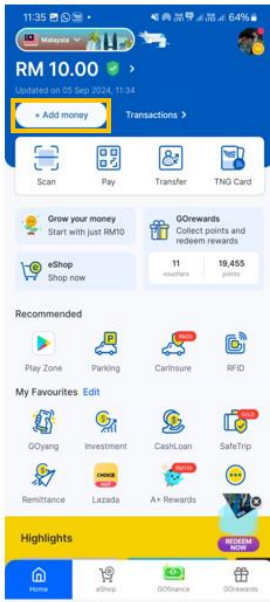 11:35
64%
Malaysia
RM 10.00
Updated on 05 Sep 2024, 11:34
+ Add money
Transactions >
Scan
Pay
Transfer
TNG Card
Grow your money
Start with just RM10
GOrewards
Collect points and
redeem rewards
eShop
Shop now
11
vouchers
19,455
points
Recommended
Play Zone
Parking
CarInsure
RFID
My Favourites Edit
GOyang
Investment
CashLoan
GOLD
SafeTrip
Remittance
CHOICE
Lazada
A+ Rewards
Highlights
REDEEM
NOW
Home
eShop
GOfinance
GOrewards